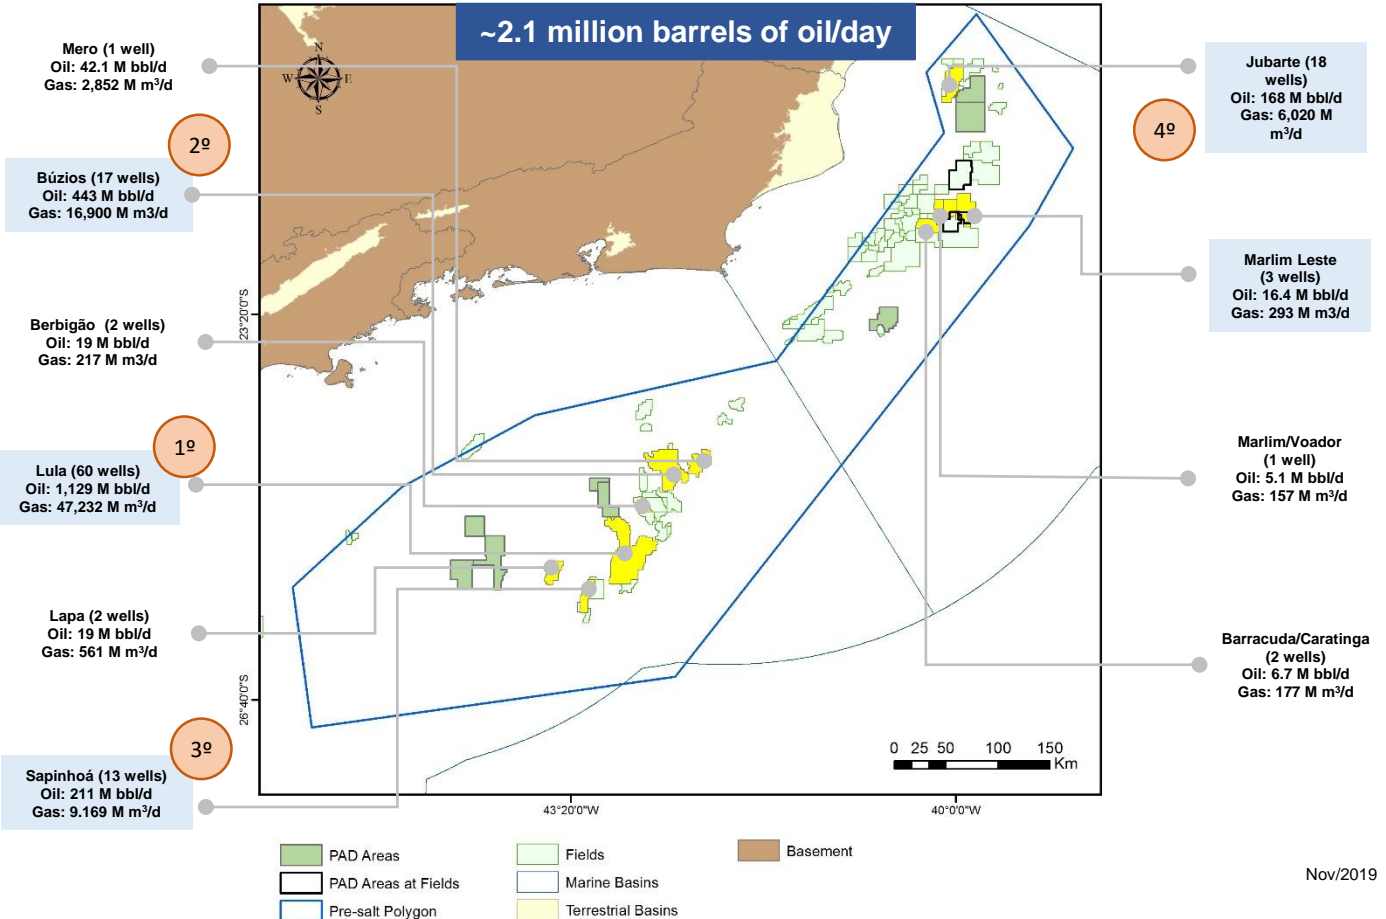 ~2.1 million barrels of oil/day
Mero (1 well)
Oil: 42.1 M bbl/d
Gas: 2,852 M m³/d
2º
Búzios (17 wells)
Oil: 443 M bbl/d
Gas: 16,900 M m3/d
Berbigão  (2 wells)
Oil: 19 M bbl/d
Gas: 217 M m3/d
1º
Lula (60 wells)
Oil: 1,129 M bbl/d
Gas: 47,232 M m³/d
Lapa (2 wells)
Oil: 19 M bbl/d
Gas: 561 M m³/d
3º
Sapinhoá (13 wells)
Oil: 211 M bbl/d
Gas: 9.169 M m³/d
N
W
E
S
23°20'0"S
26°40'0"S
43°20'0"W
40°0'0"W
0 25 50 100 150
Km
4º
Jubarte (18
wells)
Oil: 168 M bbl/d
Gas: 6,020 M
m³/d
Marlim Leste
(3 wells)
Oil: 16.4 M bbl/d
Gas: 293 M m3/d
Marlim/Voador
(1 well)
Oil: 5.1 M bbl/d
Gas: 157 M m³/d
Barracuda/Caratinga
(2 wells)
Oil: 6.7 M bbl/d
Gas: 177 M m³/d
PAD Areas
PAD Areas at Fields
Pre-salt Polygon
Fields
Marine Basins
Terrestrial Basins
Basement
Nov/2019